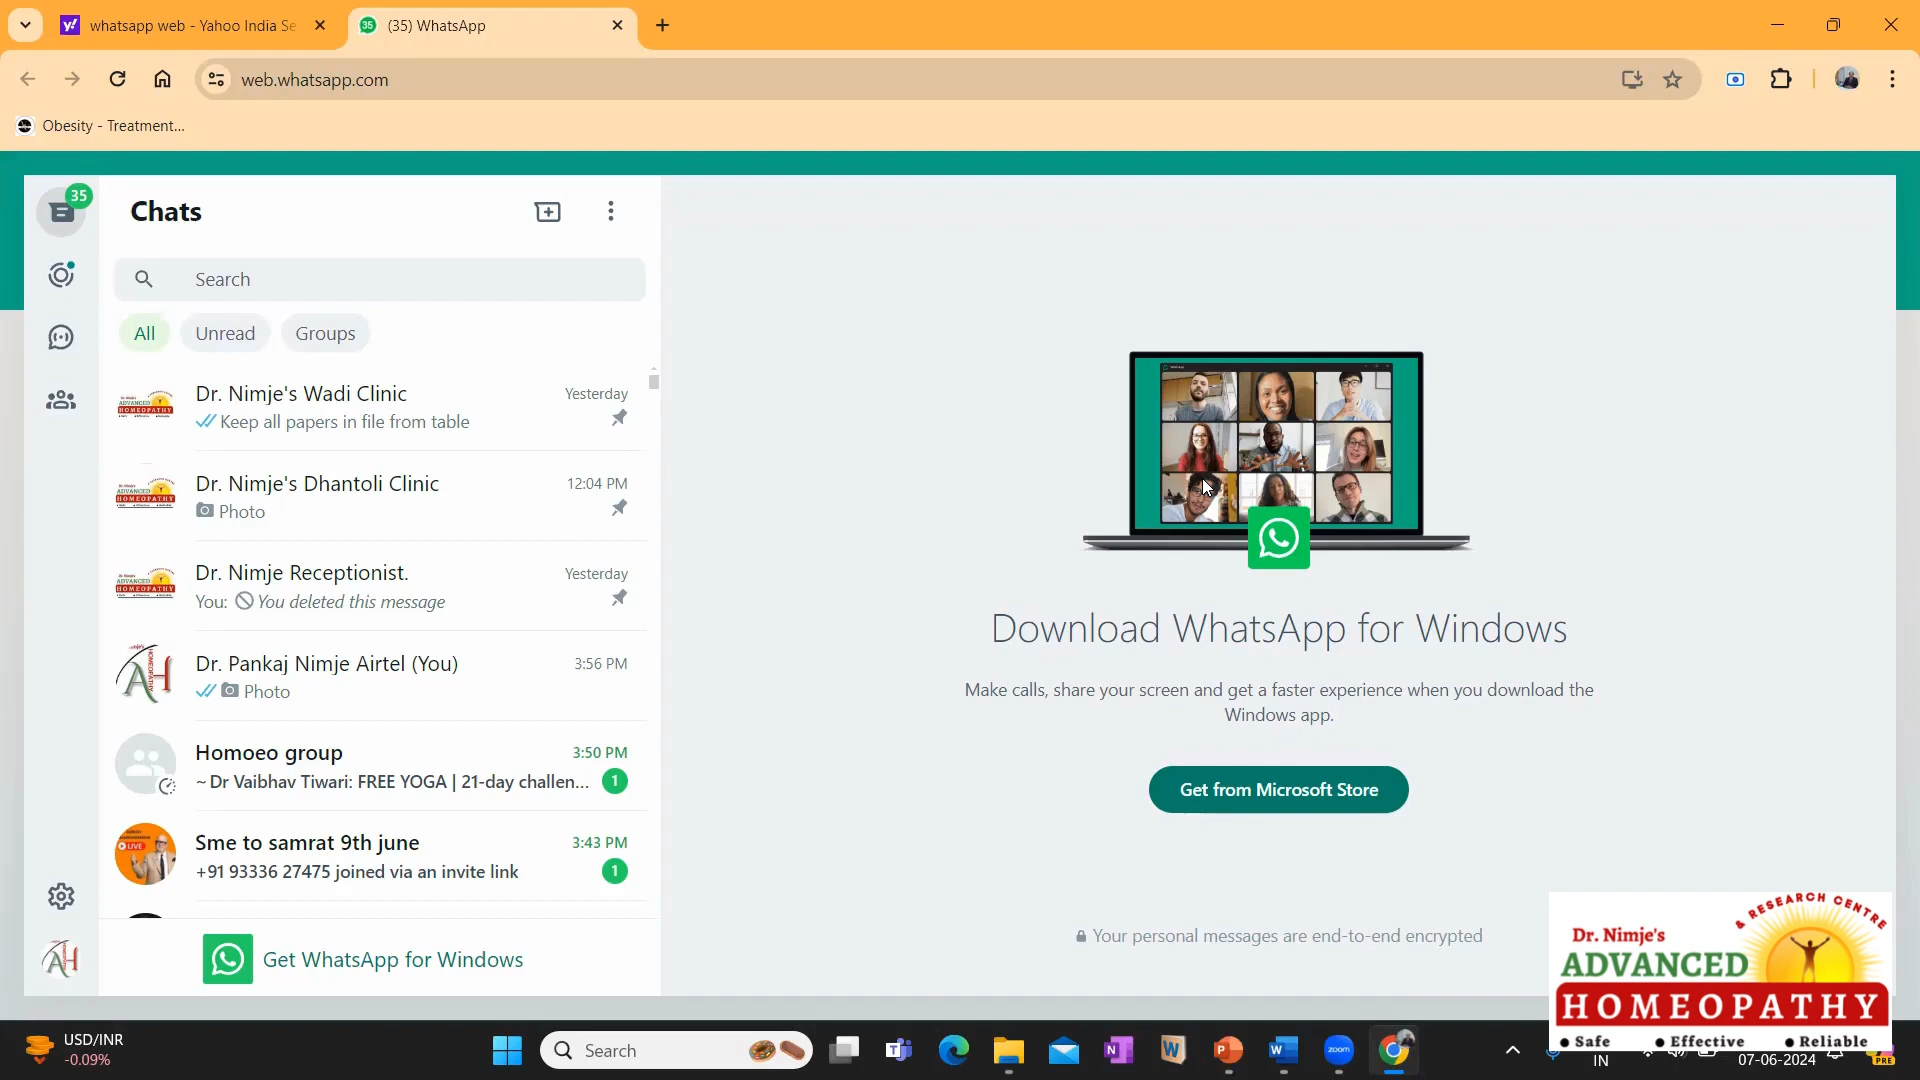 whatsapp web - Yahoo India Se
35
(35) WhatsApp
web.whatsapp.com
Obesity - Treatment...
35
Chats
Search
All
Unread
Groups
Dr. Nimje's Wadi Clinic
Yesterday
Keep all papers in file from table
Dr. Nimje's Dhantoli Clinic
12:04 PM
Photo
Dr. Nimje Receptionist.
Yesterday
You: You deleted this message
Dr. Pankaj Nimje Airtel (You)
3:56 PM
Photo
Homoeo group
3:50 PM
~ Dr Vaibhav Tiwari: FREE YOGA | 21-day challen...
1
Sme to samrat 9th june
3:43 PM
+91 93336 27475 joined via an invite link
1
Get WhatsApp for Windows
Download WhatsApp for Windows
Make calls, share your screen and get a faster experience when you download the
Windows app.
Get from Microsoft Store
Your personal messages are end-to-end encrypted
& RESEARCH CENTRE
Dr. Nimje's
ADVANCED
HOMEOPATHY
• Safe • Effective • Reliable
USD/INR
-0.09%
Search
zoom
IN
07-06-2024
PRE